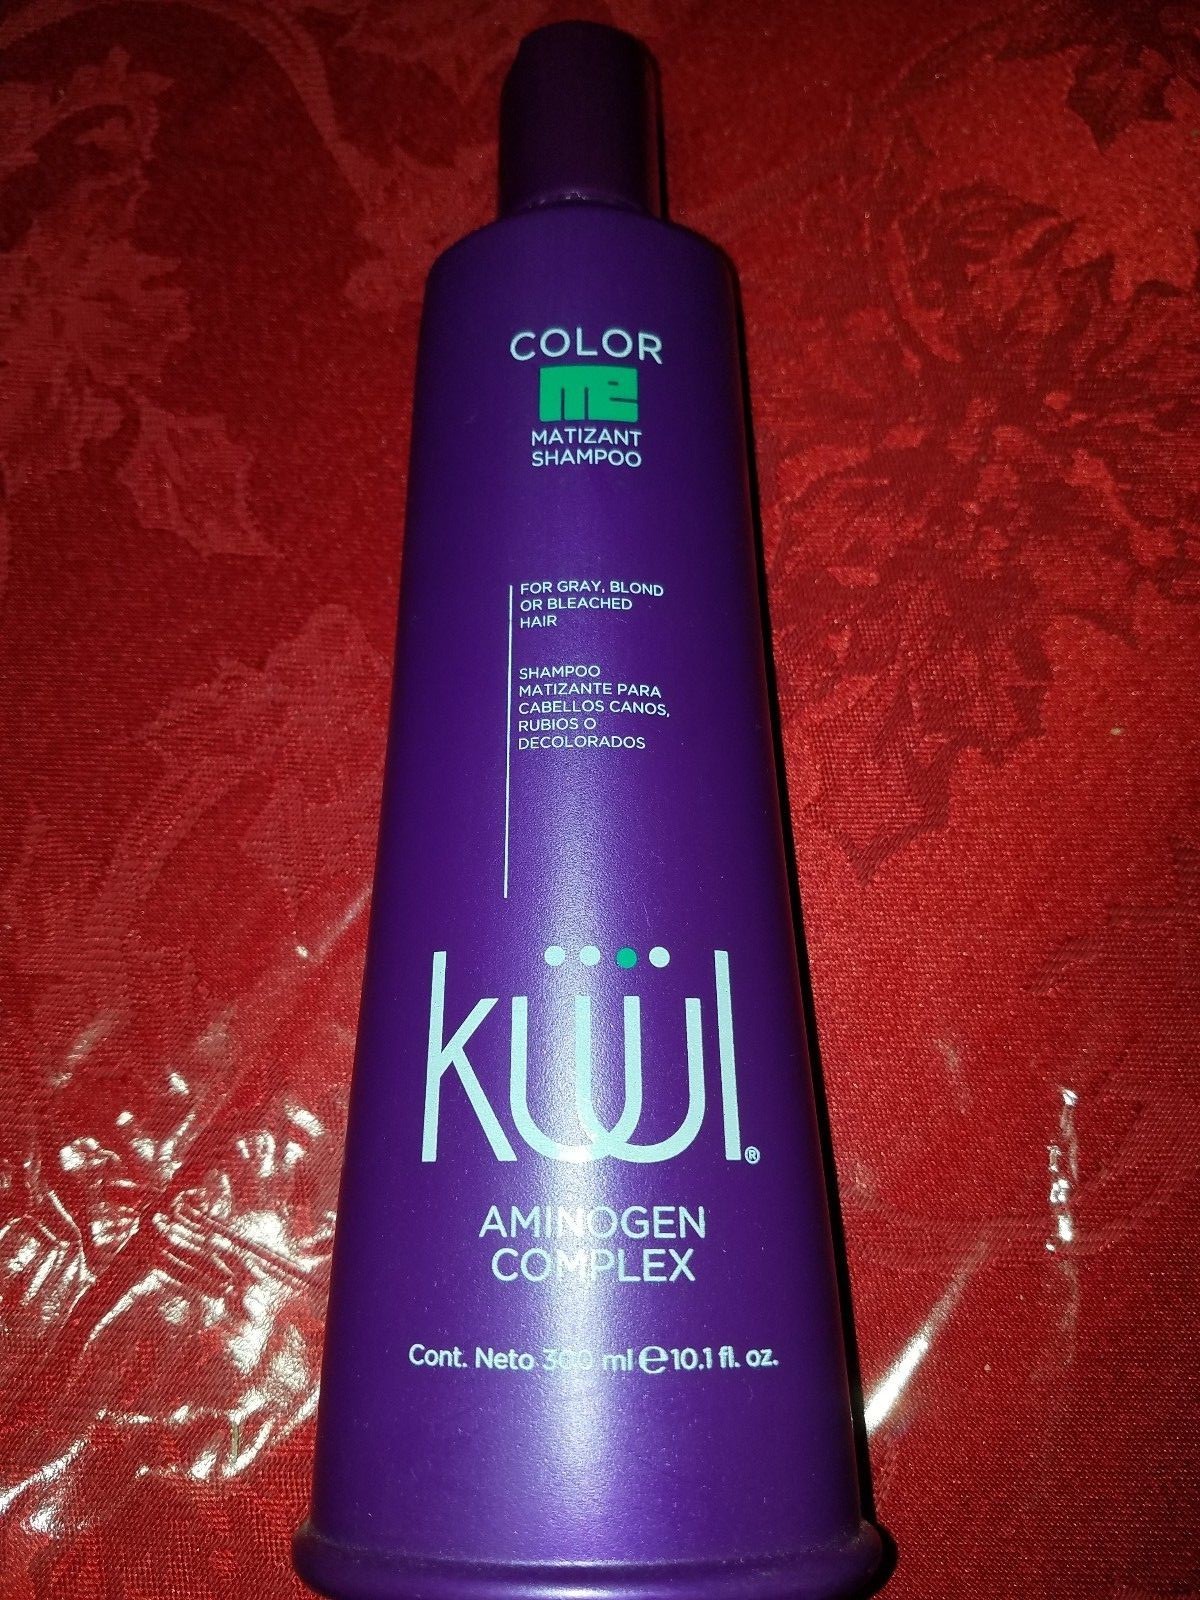 COLOR
me
MATIZANT
SHAMPOO
FOR GRAY, BLOND
OR BLEACHED
HAIR
SHAMPOO
MATIZANTE PARA
CABELLOS CANOS,
RUBIOS O
DECOLORADOS
küül®
AMINOGEN
COMPLEX
Cont. Neto 300 ml ℮ 10.1 fl. oz.